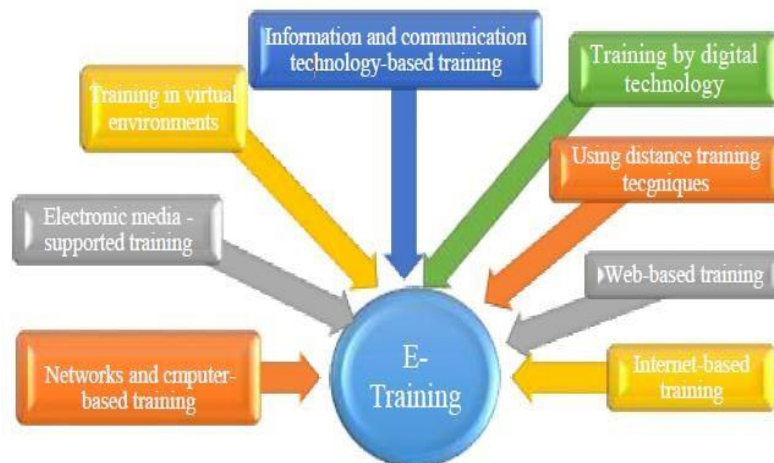 Information and communication
technology-based training
Training by digital
technology
Training in virtual
environments
Using distance training
tecgniques
Electronic media -
supported training
Web-based training
E-
Training
Networks and cmputer-
based training
Internet-based
training